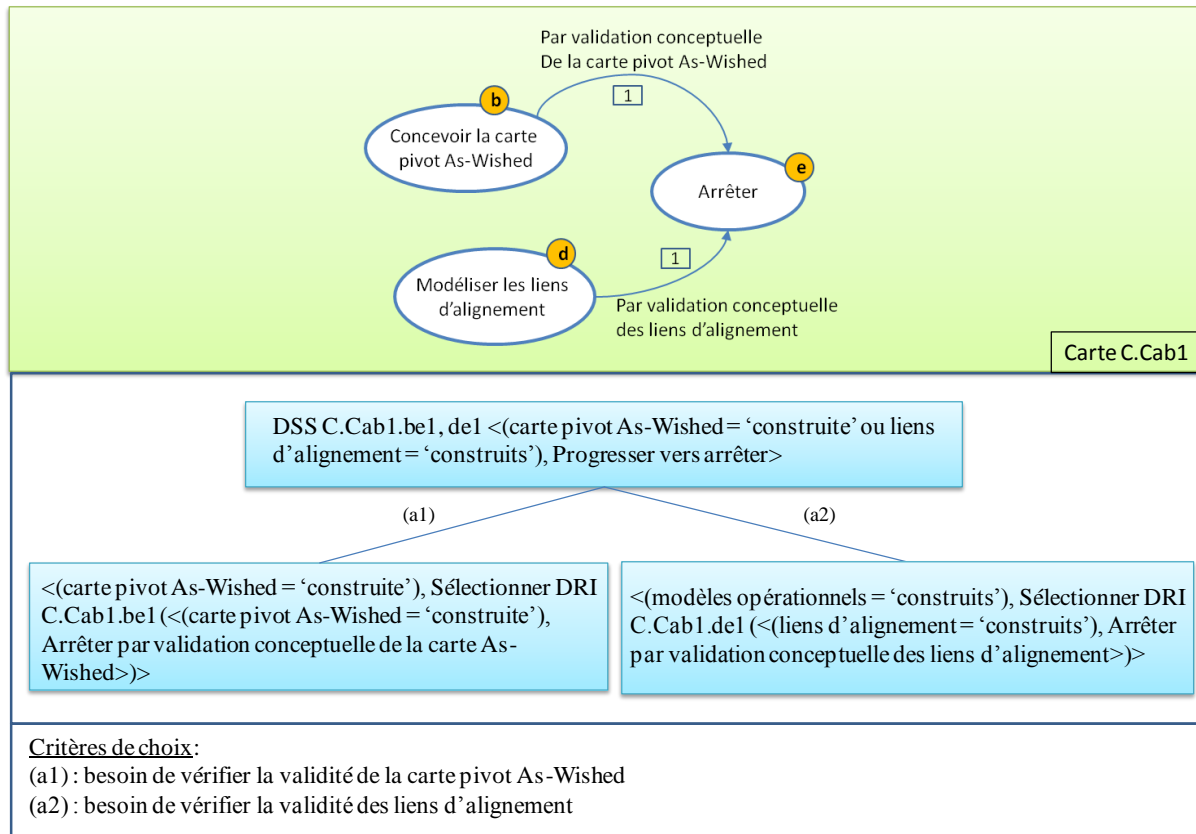 Par validation conceptuelle
De la carte pivot As-Wished
1
b
Concevoir la carte
pivot As-Wished
e
Arrêter
d
Modéliser les liens
d'alignement
1
Par validation conceptuelle
des liens d'alignement
Carte C.Cab1
DSS C.Cab1.be1, de1 <(carte pivot As-Wished = ‘construite’ ou liens
d’alignement = ‘construits’), Progresser vers arrêter>
(a1)
(a2)
<(carte pivot As-Wished = ‘construite’), Sélectionner DRI
C.Cab1.be1 (<(carte pivot As-Wished = ‘construite’),
Arrêter par validation conceptuelle de la carte As-
Wished>)>
<(modèles opérationnels = ‘construits’), Sélectionner DRI
C.Cab1.de1 (<(liens d’alignement = ‘construits’), Arrêter
par validation conceptuelle des liens d’alignement>)>
Critères de choix:
(a1) : besoin de vérifier la validité de la carte pivot As-Wished
(a2) : besoin de vérifier la validité des liens d’alignement